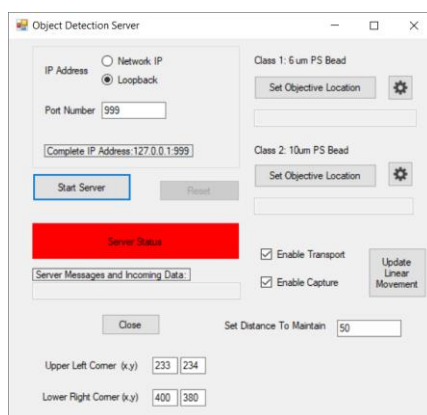 Object Detection Server
IP Address
Network IP
Loopback
Port Number 999
Complete IP Address:127.0.0.1:999
Start Server
Reset
Server Status
Server Messages and Incoming Data:
Close
Upper Left Corner (x,y) 233 234
Lower Right Corner (x,y) 400 380
Class 1: 6 um PS Bead
Set Objective Location
Class 2: 10um PS Bead
Set Objective Location
Enable Transport
Enable Capture
Update
Linear
Movement
Set Distance To Maintain 50